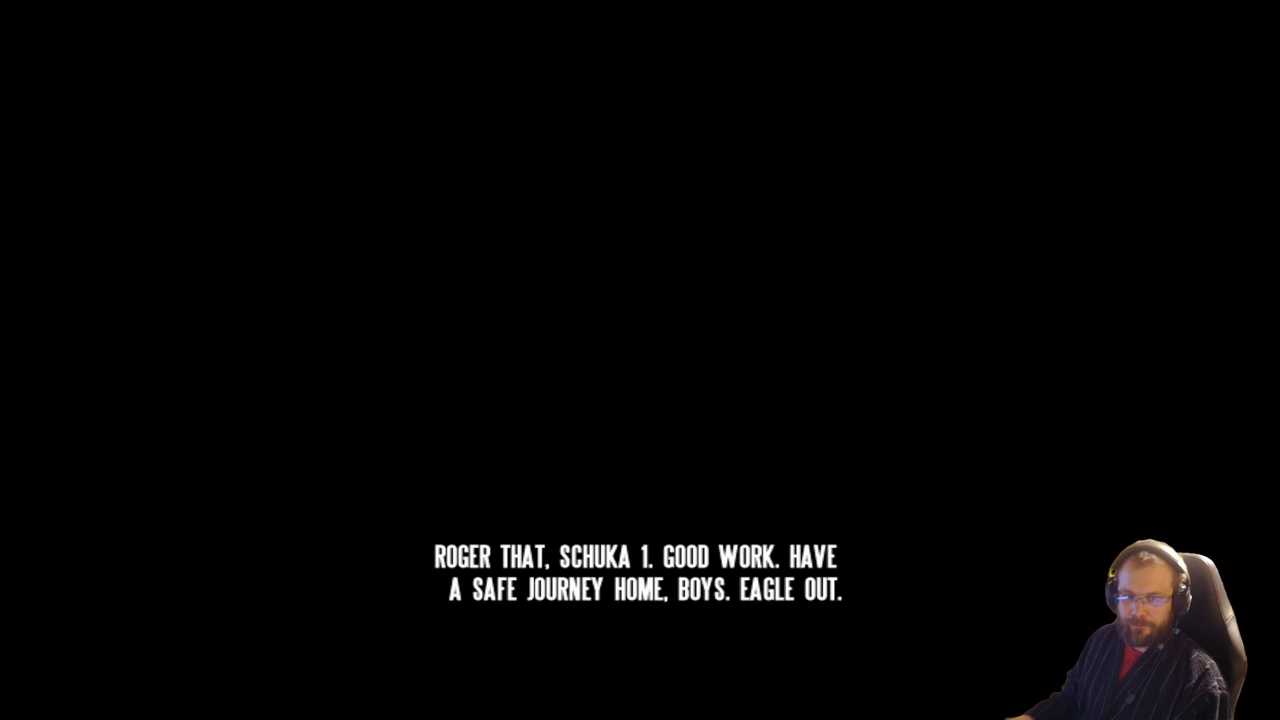 ROGER THAT, SCHUKA 1. GOOD WORK. HAVE
A SAFE JOURNEY HOME, BOYS. EAGLE OUT.